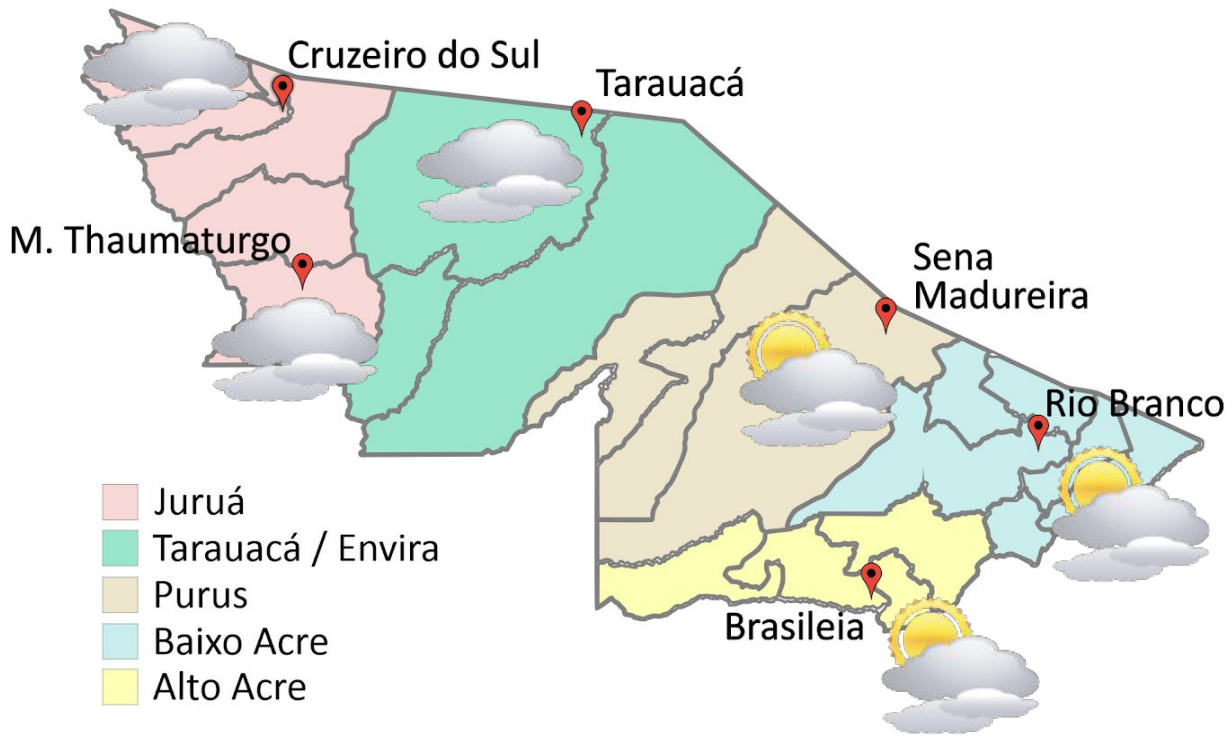 Cruzeiro do Sul
Tarauacá
M. Thaumaturgo
Sena
Madureira
Rio Branco
Brasileia
Juruá
Tarauacá / Envira
Purus
Baixo Acre
Alto Acre